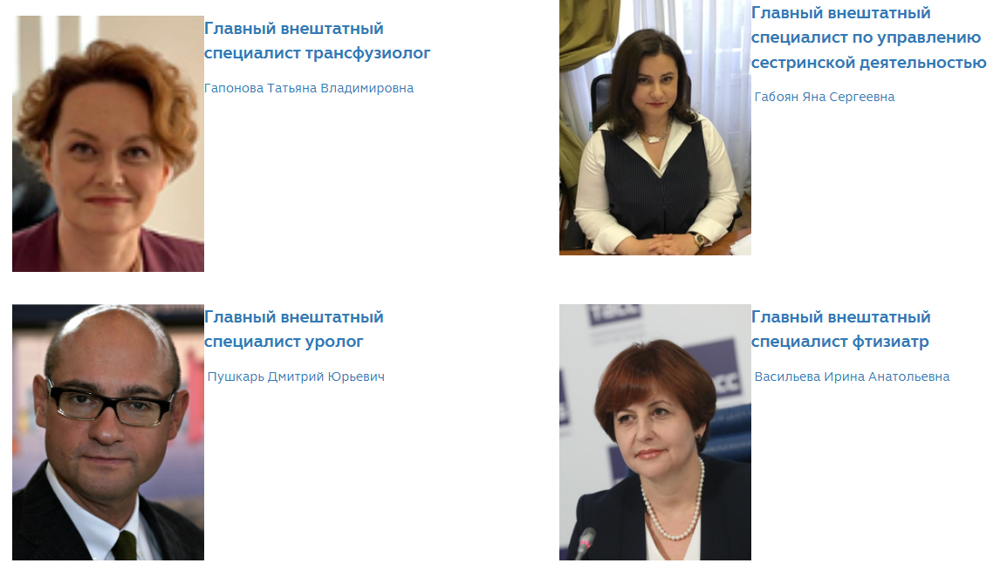 Главный внештатный
специалист трансфузиолог
Гапонова Татьяна Владимировна
Главный внештатный
специалист по управлению
сестринской деятельностью
Габоян Яна Сергеевна
Главный внештатный
специалист уролог
Пушкарь Дмитрий Юрьевич
Главный внештатный
специалист фтизиатр
Васильева Ирина Анатольевна
тасс